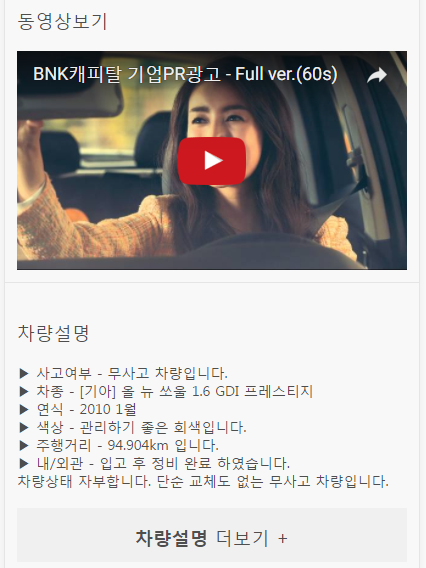 동영상보기
BNK캐피탈 기업PR광고 - Full ver.(60s)
차량설명
▶ 사고여부 - 무사고 차량입니다.
▶ 차종 - [기아] 올 뉴 쏘울 1.6 GDI 프레스티지
▶ 연식 - 2010 1월
▶ 색상 - 관리하기 좋은 회색입니다.
▶ 주행거리 - 94.904km 입니다.
▶ 내/외관 - 입고 후 정비 완료 하였습니다.
차량상태 자부합니다. 단순 교체도 없는 무사고 차량입니다.
차량설명 더보기 +